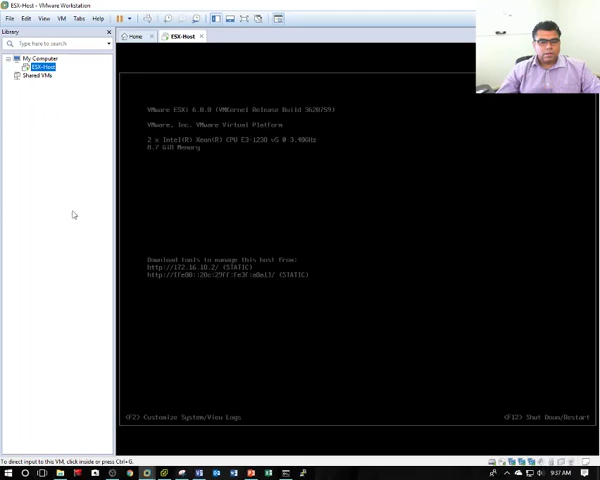 ESX-Host - VMware Workstation
File Edit View VM Tabs Help
Library
Type here to search
My Computer
ESX-Host
Shared VMs
Home
ESX-Host
VMware ESXi 6.0.0 (VMKernel Release Build 3620759)
VMware, Inc. VMware Virtual Platform
2 x Intel(R) Xeon(R) CPU E3-1230 v5 @ 3.40GHz
8.7 GiB Memory
Download tools to manage this host from:
http://172.16.10.2/ (STATIC)
(STATIC)
<F2> Customize System/View Logs
<F12> Shut Down/Restart
To direct input to this VM, click inside or press Ctrl+G.
9:37 AM